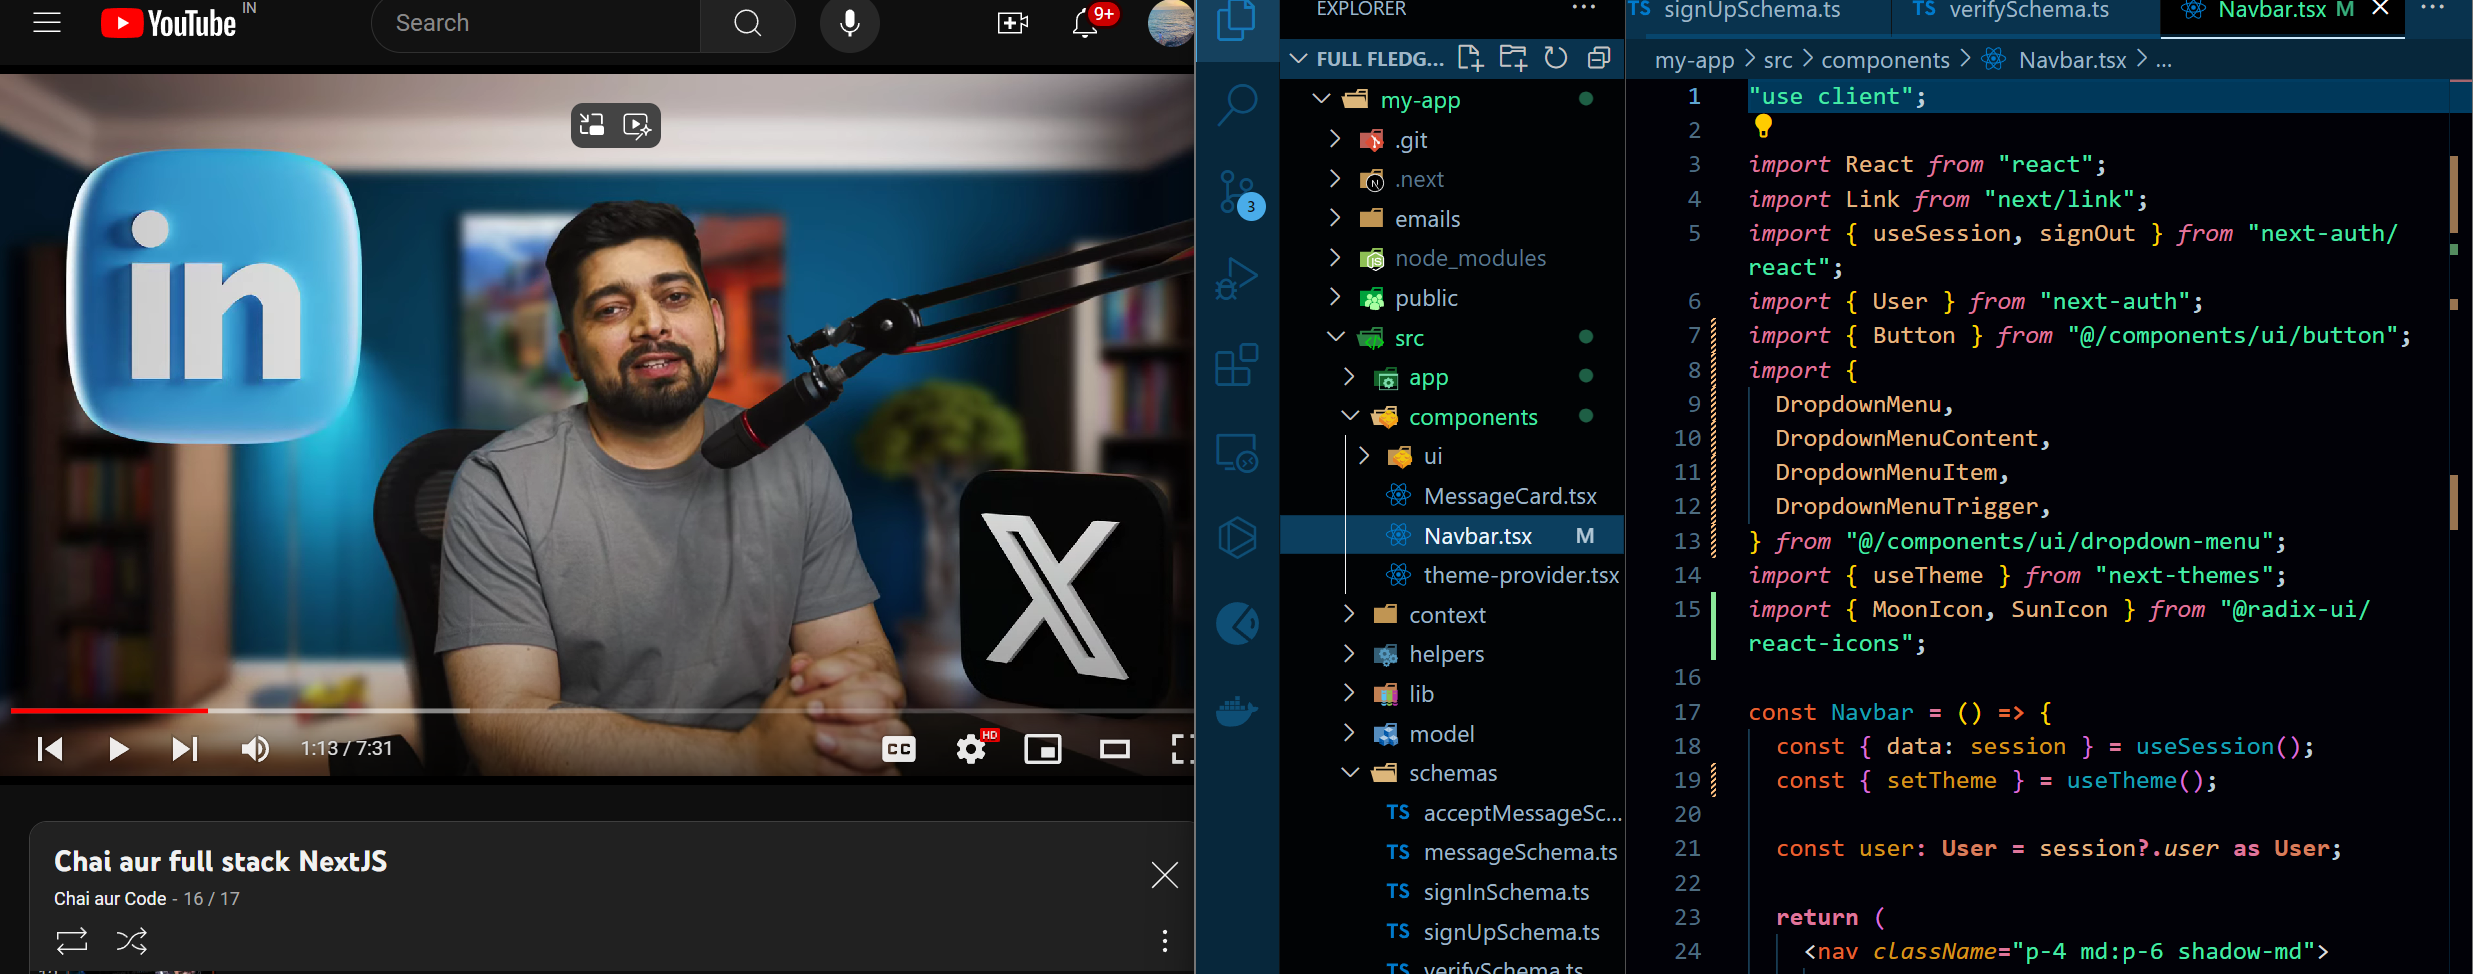 YouTube IN
Search
9+
in
X
HD
CC
1:13 / 7:31
Chai aur full stack NextJS
Chai aur Code - 16 / 17
3
EXPLORER
FULL FLEDG...
my-app
.git
.next
emails
node_modules
public
src
app
components
ui
MessageCard.tsx
Navbar.tsx M
theme-provider.tsx
context
helpers
lib
model
schemas
TS acceptMessageSc...
TS messageSchema.ts
TS signInSchema.ts
TS signUpSchema.ts
TS verifySchema.ts
TS signUpSchema.ts
TS verifySchema.ts
Navbar.tsx M
my-app > src > components > Navbar.tsx > ...
1 "use client";
2
3 import React from "react";
4 import Link from "next/link";
5 import { useSession, signOut } from "next-auth/
react";
6 import { User } from "next-auth";
7 import { Button } from "@/components/ui/button";
8 import {
9 DropdownMenu,
10 DropdownMenuContent,
11 DropdownMenuItem,
12 DropdownMenuTrigger,
13 } from "@/components/ui/dropdown-menu";
14 import { useTheme } from "next-themes";
15 import { MoonIcon, SunIcon } from "@radix-ui/
react-icons";
16
17 const Navbar = () => {
18 const { data: session } = useSession();
19 const { setTheme } = useTheme();
20
21 const user: User = session?.user as User;
22
23 return (
24 <nav className="p-4 md:p-6 shadow-md">